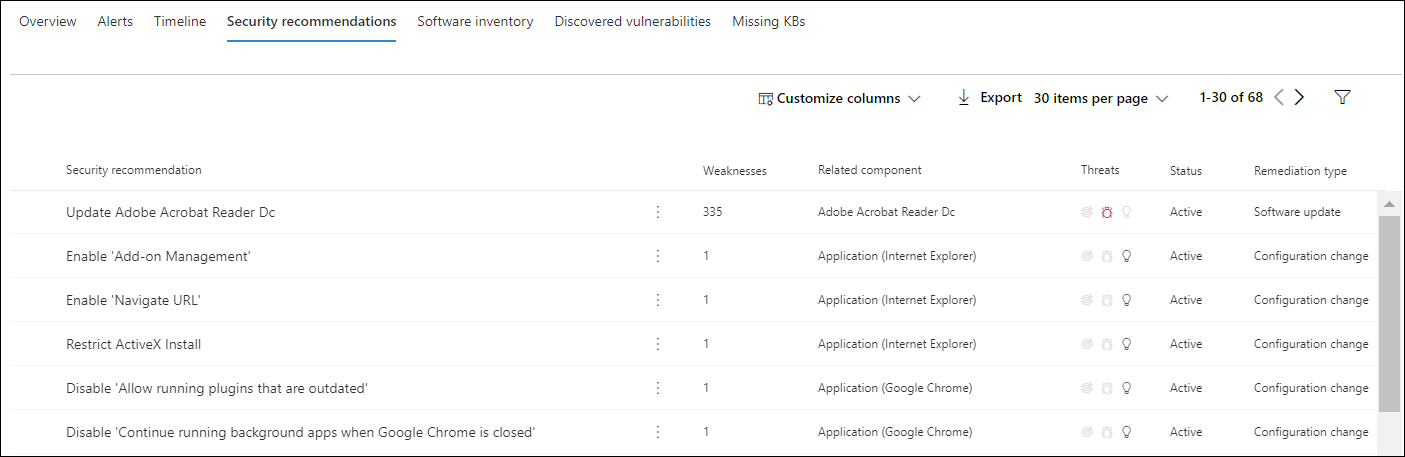 Overview Alerts Timeline Security recommendations Software inventory Discovered vulnerabilities Missing KBs
Customize columns Export 30 items per page 1-30 of 68
Security recommendation Weaknesses Related component Threats Status Remediation type
Update Adobe Acrobat Reader Dc 335 Adobe Acrobat Reader Dc Active Software update
Enable 'Add-on Management' 1 Application (Internet Explorer) Active Configuration change
Enable 'Navigate URL' 1 Application (Internet Explorer) Active Configuration change
Restrict ActiveX Install 1 Application (Internet Explorer) Active Configuration change
Disable 'Allow running plugins that are outdated' 1 Application (Google Chrome) Active Configuration change
Disable 'Continue running background apps when Google Chrome is closed' 1 Application (Google Chrome) Active Configuration change